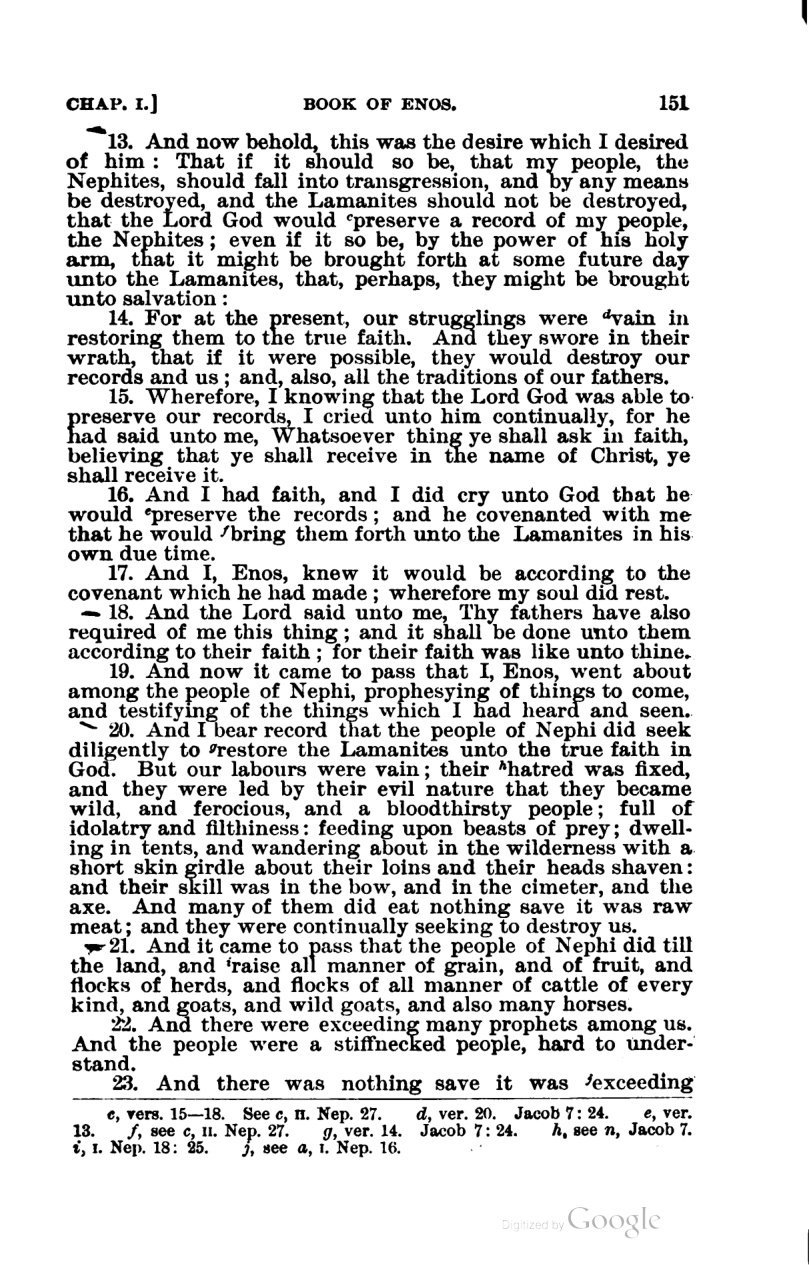 CHAP. I.] BOOK OF ENOS. 151
13. And now behold, this was the desire which I desired
of him : That if it should so be, that my people, the
Nephites, should fall into transgression, and by any means
be destroyed, and the Lamanites should not be destroyed,
that the Lord God would cpreserve a record of my people,
the Nephites ; even if it so be, by the power of his holy
arm, that it might be brought forth at some future day
unto the Lamanites, that, perhaps, they might be brought
unto salvation :
14. For at the present, our strugglings were dvain in
restoring them to the true faith. And they swore in their
wrath, that if it were possible, they would destroy our
records and us ; and, also, all the traditions of our fathers.
15. Wherefore, I knowing that the Lord God was able to
preserve our records, I cried unto him continually, for he
had said unto me, Whatsoever thing ye shall ask in faith,
believing that ye shall receive in the name of Christ, ye
shall receive it.
16. And I had faith, and I did cry unto God that he
would epreserve the records ; and he covenanted with me
that he would fbring them forth unto the Lamanites in his
own due time.
17. And I, Enos, knew it would be according to the
covenant which he had made ; wherefore my soul did rest.
18. And the Lord said unto me, Thy fathers have also
required of me this thing ; and it shall be done unto them
according to their faith ; for their faith was like unto thine.
19. And now it came to pass that I, Enos, went about
among the people of Nephi, prophesying of things to come,
and testifying of the things which I had heard and seen.
20. And I bear record that the people of Nephi did seek
diligently to grestore the Lamanites unto the true faith in
God. But our labours were vain ; their hhatred was fixed,
and they were led by their evil nature that they became
wild, and ferocious, and a bloodthirsty people ; full of
idolatry and filthiness : feeding upon beasts of prey ; dwell-
ing in tents, and wandering about in the wilderness with a
short skin girdle about their loins and their heads shaven :
and their skill was in the bow, and in the cimeter, and the
axe. And many of them did eat nothing save it was raw
meat ; and they were continually seeking to destroy us.
21. And it came to pass that the people of Nephi did till
the land, and iraise all manner of grain, and of fruit, and
flocks of herds, and flocks of all manner of cattle of every
kind, and goats, and wild goats, and also many horses.
22. And there were exceeding many prophets among us.
And the people were a stiffnecked people, hard to under-
stand.
23. And there was nothing save it was jexceeding
c, vers. 15—18. See c, II. Nep. 27. d, ver. 20. Jacob 7: 24. e, ver.
13. f, see c, II. Nep. 27. g, ver. 14. Jacob 7: 24. h, see n, Jacob 7.
i, I. Nep. 18: 25. j, see a, I. Nep. 16.
Digitized by Google